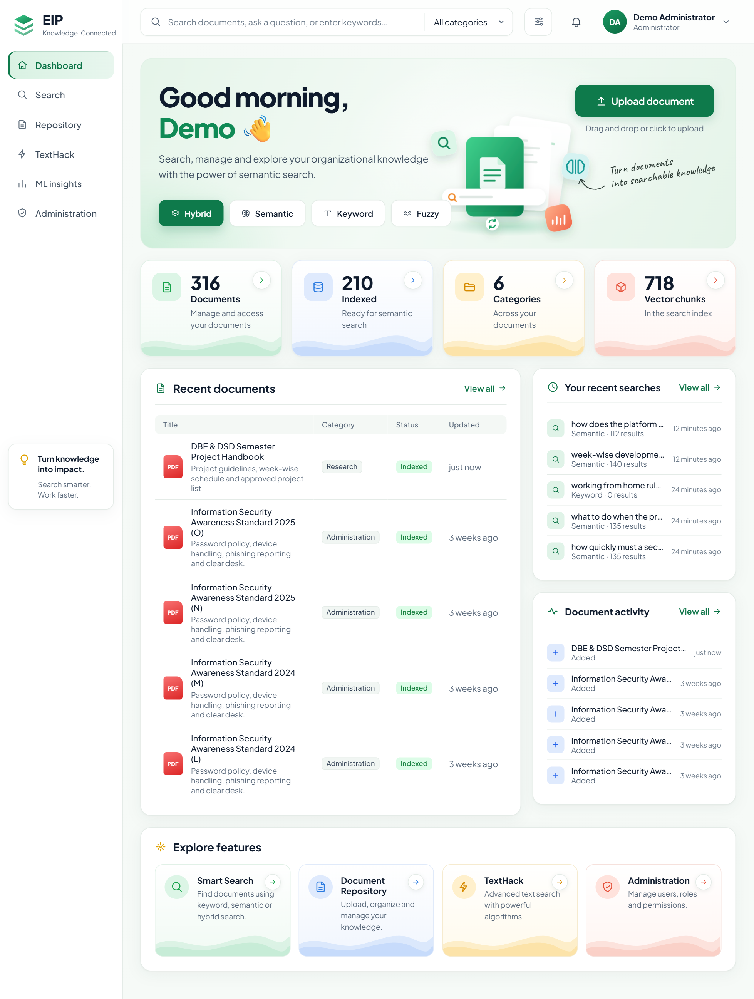 EIP
Knowledge. Connected.
Dashboard
Search
Repository
TextHack
ML insights
Administration
Turn knowledge
into impact.
Search smarter.
Work faster.
Search documents, ask a question, or enter keywords...
All categories
DA
Demo Administrator
Administrator
Good morning,
Demo
Search, manage and explore your organizational knowledge
with the power of semantic search.
Hybrid
Semantic
Keyword
Fuzzy
Upload document
Drag and drop or click to upload
Turn documents
into searchable knowledge
316
Documents
Manage and access
your documents
210
Indexed
Ready for semantic
search
6
Categories
Across your
documents
718
Vector chunks
In the search index
Recent documents
View all
Title Category Status Updated
PDF
DBE & DSD Semester
Project Handbook
Project guidelines, week-wise
schedule and approved project
list
Research
Indexed
just now
PDF
Information Security
Awareness Standard 2025
(O)
Password policy, device
handling, phishing reporting
and clear desk.
Administration
Indexed
3 weeks ago
PDF
Information Security
Awareness Standard 2025
(N)
Password policy, device
handling, phishing reporting
and clear desk.
Administration
Indexed
3 weeks ago
PDF
Information Security
Awareness Standard 2024
(M)
Password policy, device
handling, phishing reporting
and clear desk.
Administration
Indexed
3 weeks ago
PDF
Information Security
Awareness Standard 2024
(L)
Password policy, device
handling, phishing reporting
and clear desk.
Administration
Indexed
3 weeks ago
Your recent searches
View all
how does the platform ...
Semantic · 112 results
12 minutes ago
week-wise developme...
Semantic · 140 results
12 minutes ago
working from home rul...
Keyword · 0 results
24 minutes ago
what to do when the pr...
Semantic · 135 results
24 minutes ago
how quickly must a sec...
Semantic · 135 results
24 minutes ago
Document activity
View all
DBE & DSD Semester Project...
Added
just now
Information Security Awa...
Added
3 weeks ago
Information Security Awa...
Added
3 weeks ago
Information Security Awa...
Added
3 weeks ago
Information Security Awa...
Added
3 weeks ago
Explore features
Smart Search
Find documents using
keyword, semantic or
hybrid search.
Document
Repository
Upload, organize and
manage your
knowledge.
TextHack
Advanced text search
with powerful
algorithms.
Administration
Manage users, roles
and permissions.